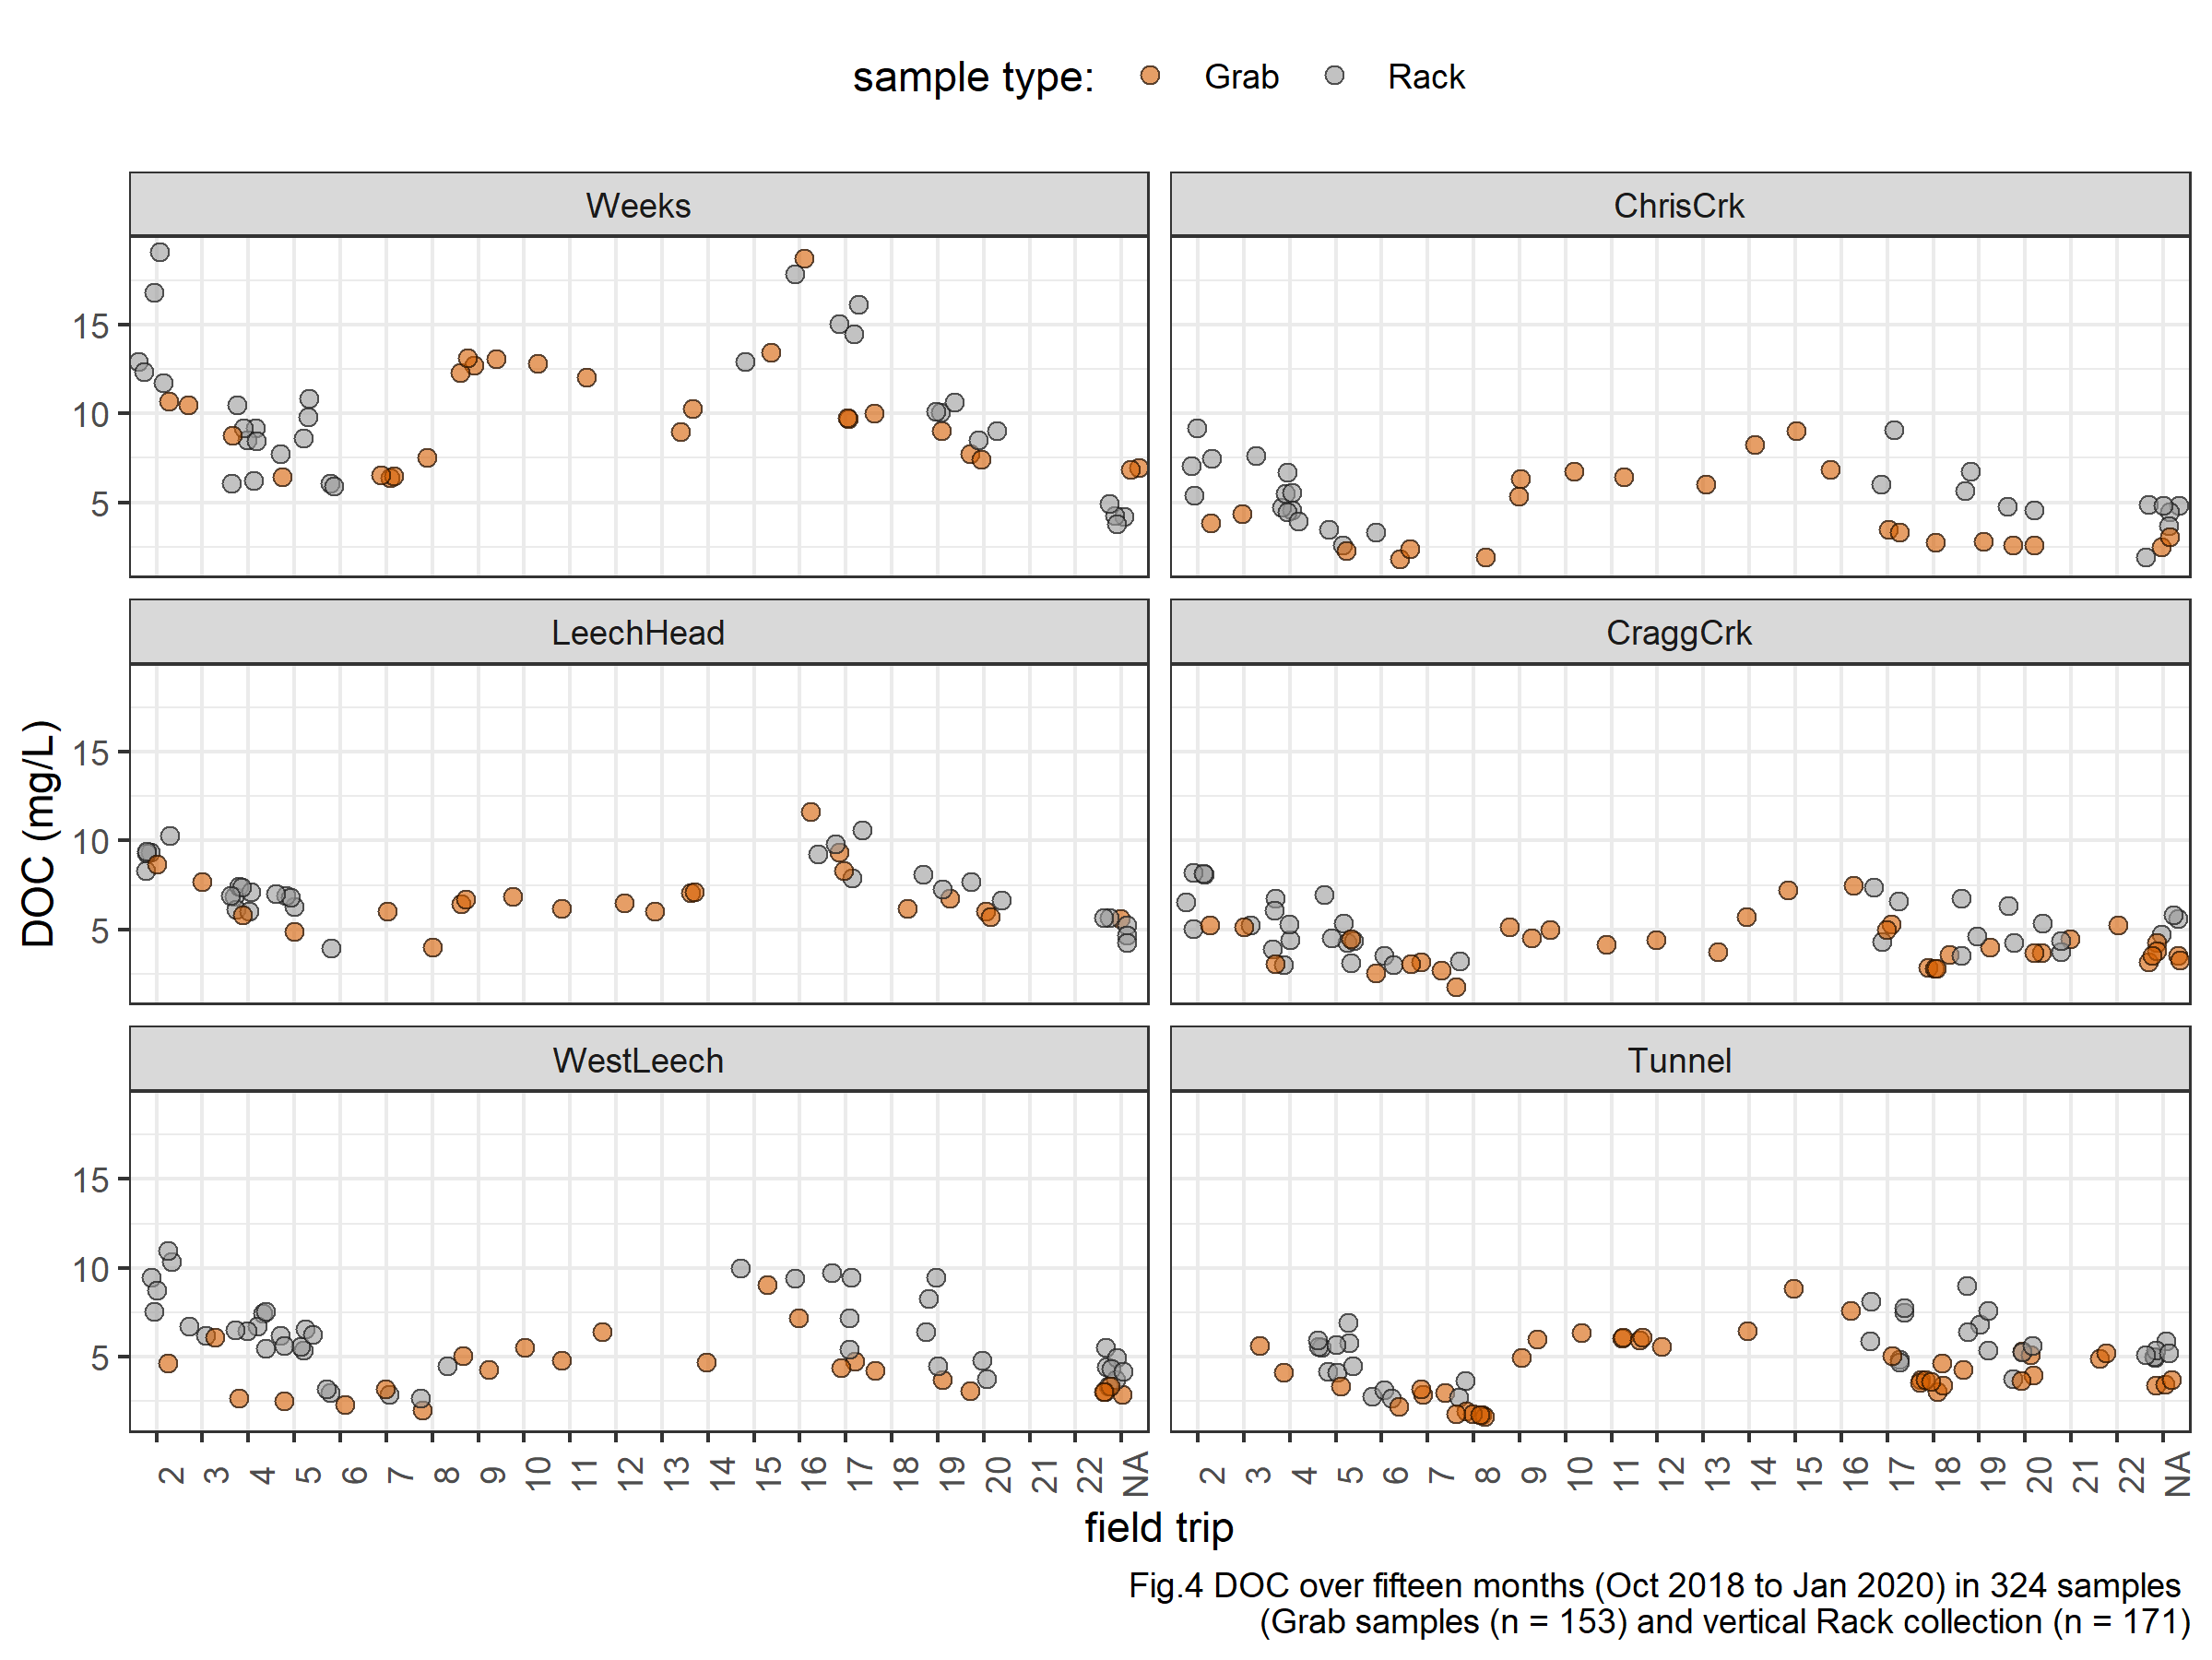 sample type: Grab Rack
Weeks ChrisCrk
15
10
5
LeechHead CraggCrk
DOC (mg/L)
15
10
5
WestLeech Tunnel
15
10
5
2 3 4 5 6 7 8 9 10 11 12 13 14 15 16 17 18 19 20 21 22 NA 2 3 4 5 6 7 8 9 10 11 12 13 14 15 16 17 18 19 20 21 22 NA
field trip
Fig.4 DOC over fifteen months (Oct 2018 to Jan 2020) in 324 samples
(Grab samples (n = 153) and vertical Rack collection (n = 171)